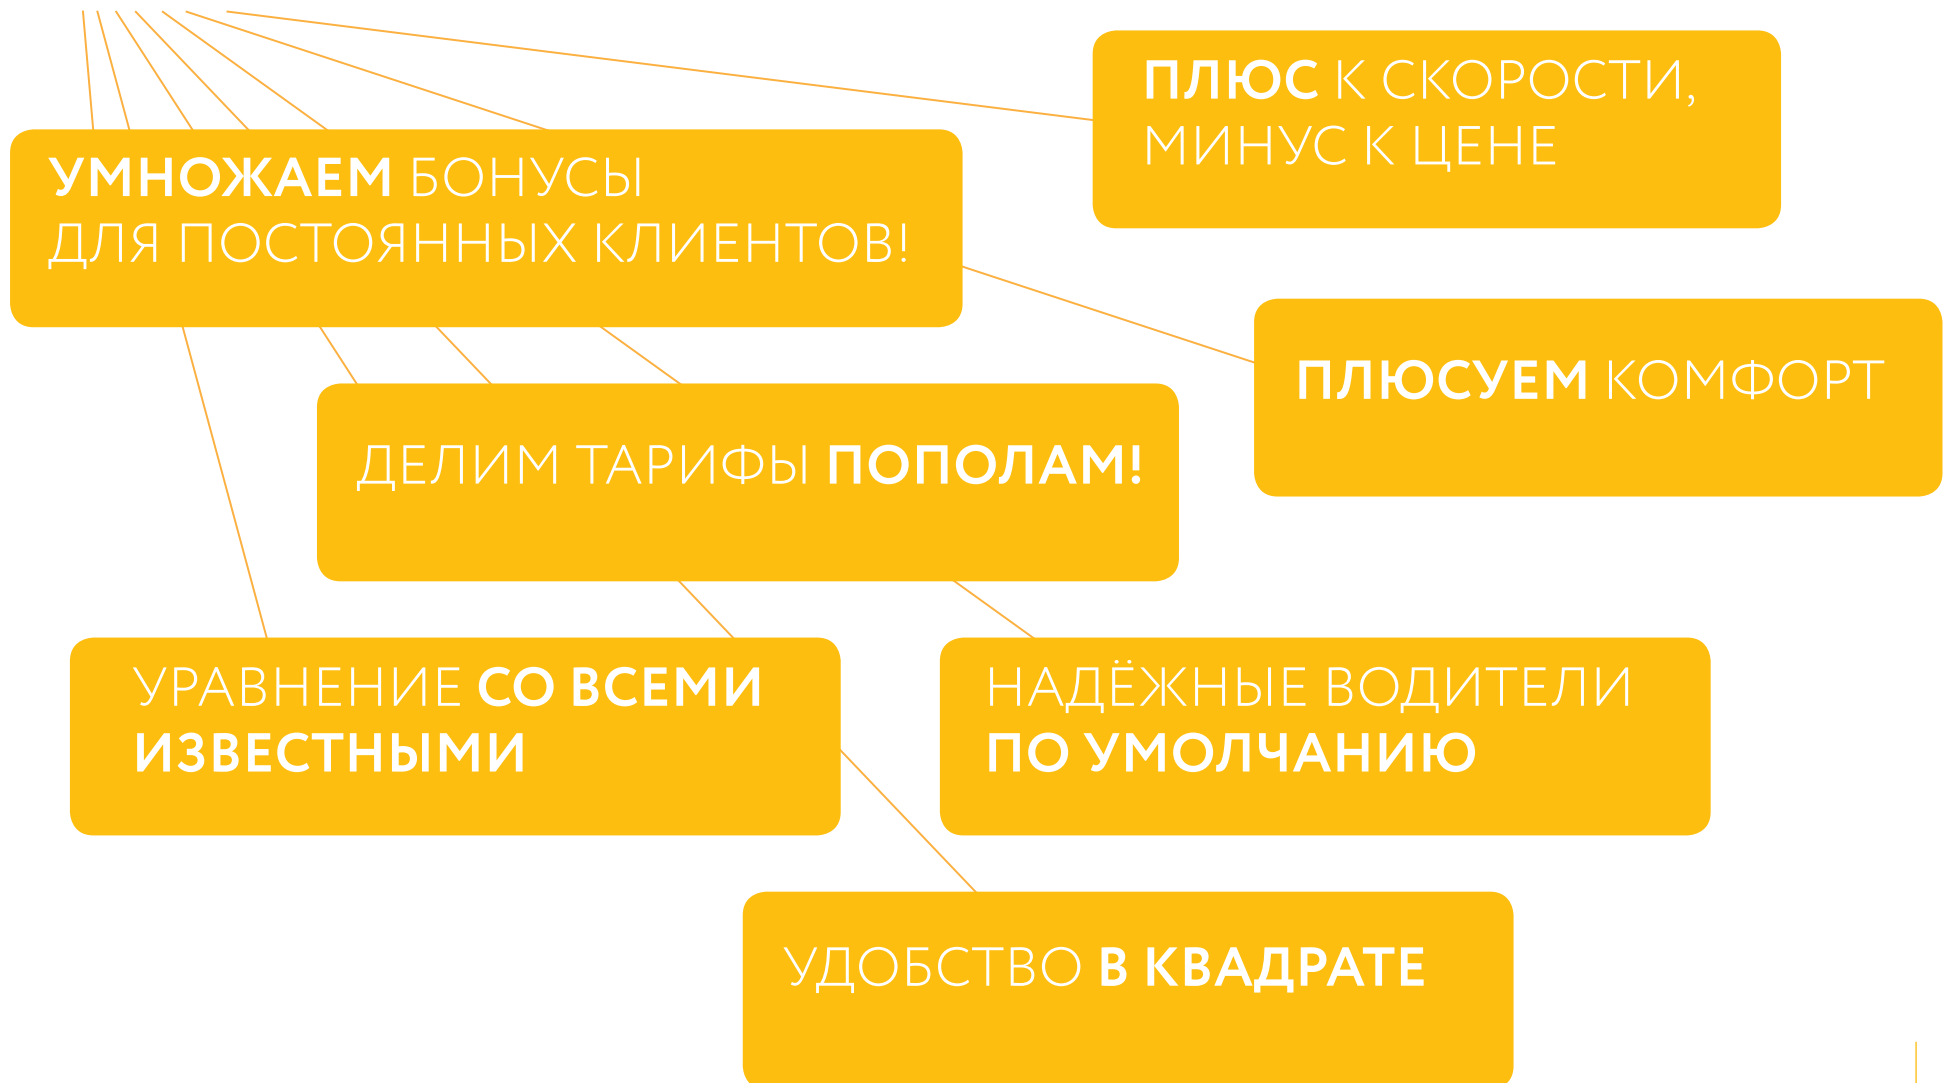 ПЛЮС К СКОРОСТИ,
МИНУС К ЦЕНЕ
УМНОЖАЕМ БОНУСЫ
ДЛЯ ПОСТОЯННЫХ КЛИЕНТОВ!
ПЛЮСУЕМ КОМФОРТ
ДЕЛИМ ТАРИФЫ ПОПОЛАМ!
УРАВНЕНИЕ СО ВСЕМИ
ИЗВЕСТНЫМИ
НАДЁЖНЫЕ ВОДИТЕЛИ
ПО УМОЛЧАНИЮ
УДОБСТВО В КВАДРАТЕ